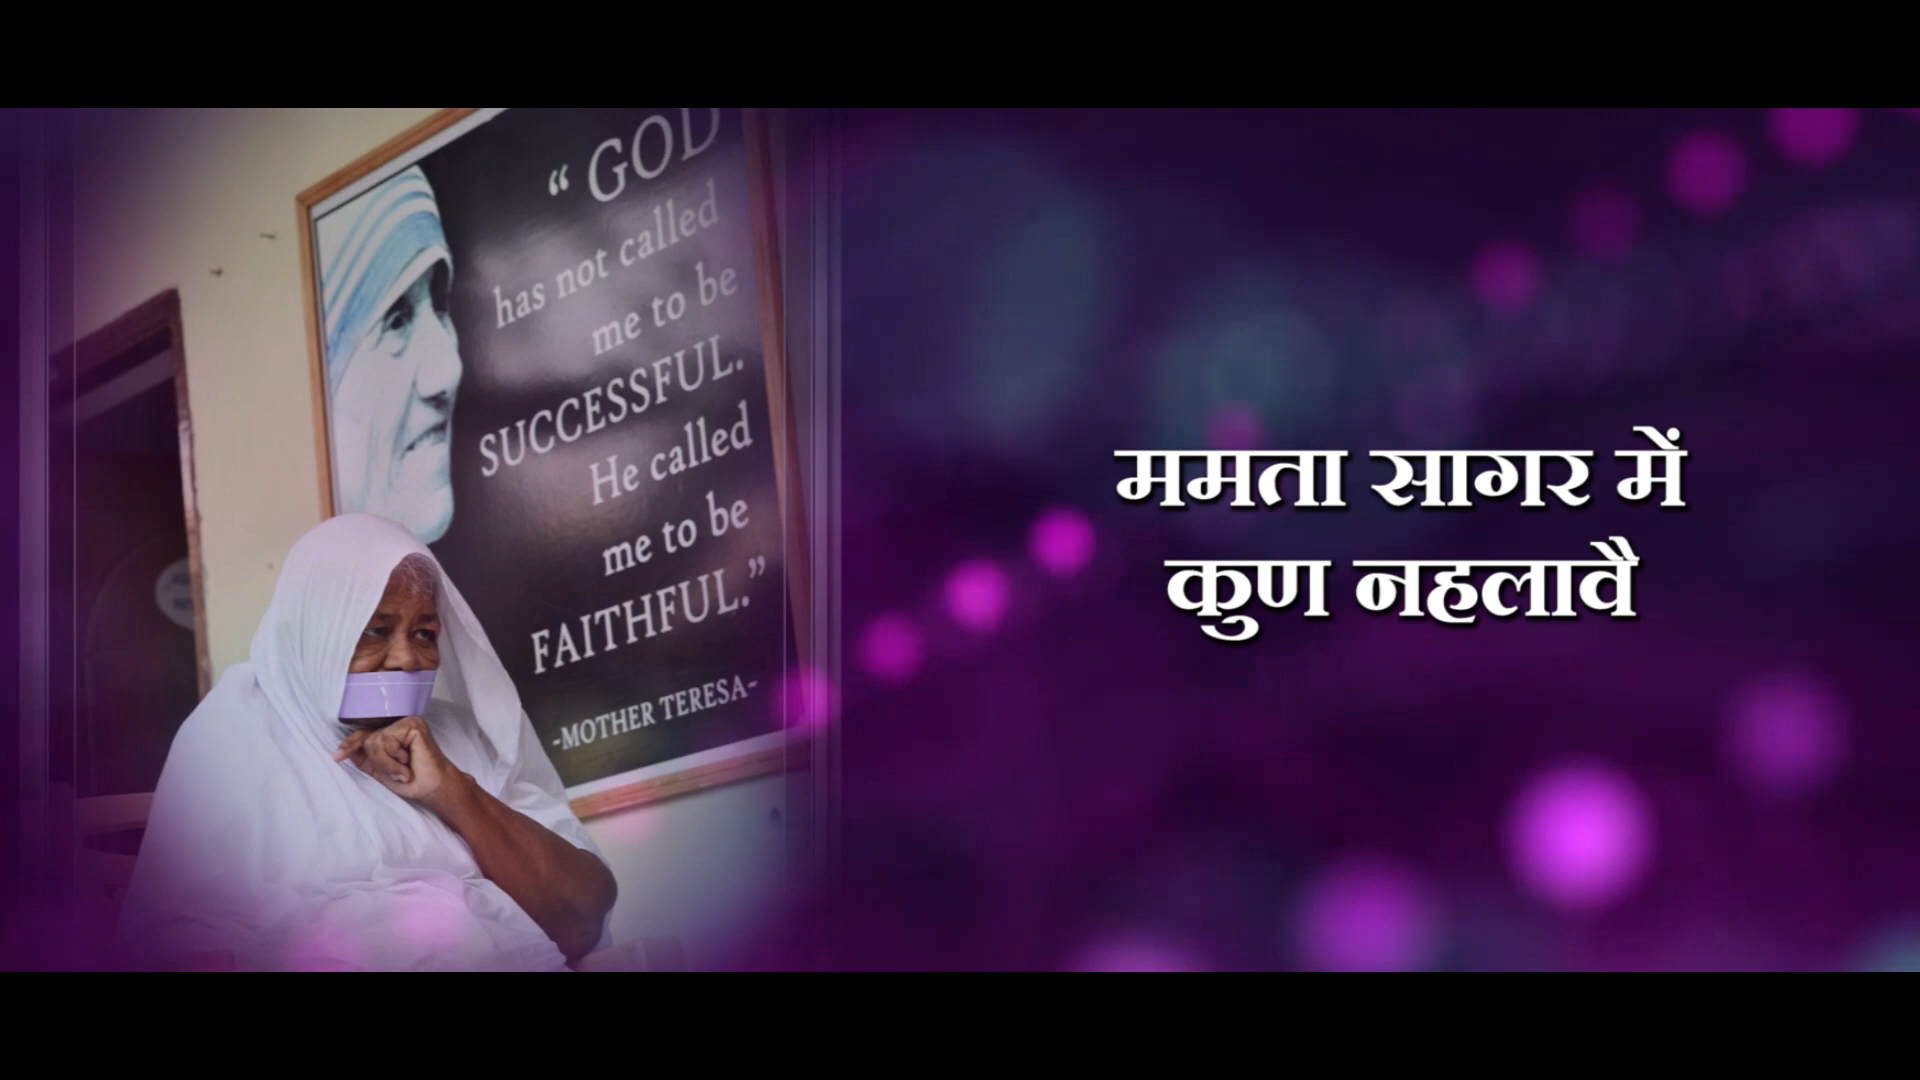 “ GOD
has not called
me to be
SUCCESSFUL.
He called
me to be
FAITHFUL.”
-MOTHER TERESA-
ममता सागर में
कुण नहलावै